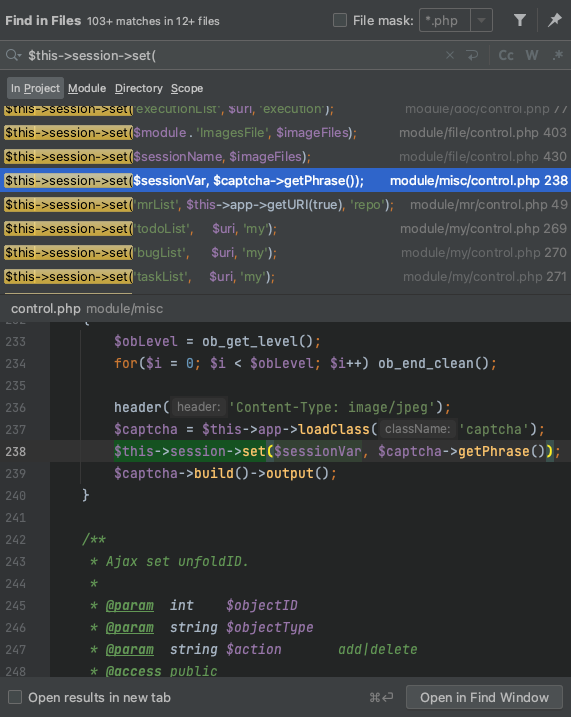 Find in Files 103+ matches in 12+ files File mask: *.php
$this->session->set( Cc W .*
In Project Module Directory Scope
$this->session->set('executionList', $uri, 'execution'); module/doc/control.php 77
$this->session->set($module . 'ImagesFile', $imageFiles); module/file/control.php 403
$this->session->set($sessionName, $imageFiles); module/file/control.php 430
$this->session->set($sessionVar, $captcha->getPhrase()); module/misc/control.php 238
$this->session->set('mrList', $this->app->getURI(true), 'repo'); module/mr/control.php 49
$this->session->set('todoList', $uri, 'my'); module/my/control.php 269
$this->session->set('bugList', $uri, 'my'); module/my/control.php 270
$this->session->set('taskList', $uri, 'my'); module/my/control.php 271
control.php module/misc
232 {
233 $obLevel = ob_get_level();
234 for($i = 0; $i < $obLevel; $i++) ob_end_clean();
235
236 header( header: 'Content-Type: image/jpeg');
237 $captcha = $this->app->loadClass( className: 'captcha');
238 $this->session->set($sessionVar, $captcha->getPhrase());
239 $captcha->build()->output();
240 }
241
242 /**
243 * Ajax set unfoldID.
244 *
245 * @param int $objectID
246 * @param string $objectType
247 * @param string $action add|delete
248 * @access public
Open results in new tab ⌘⏎ Open in Find Window